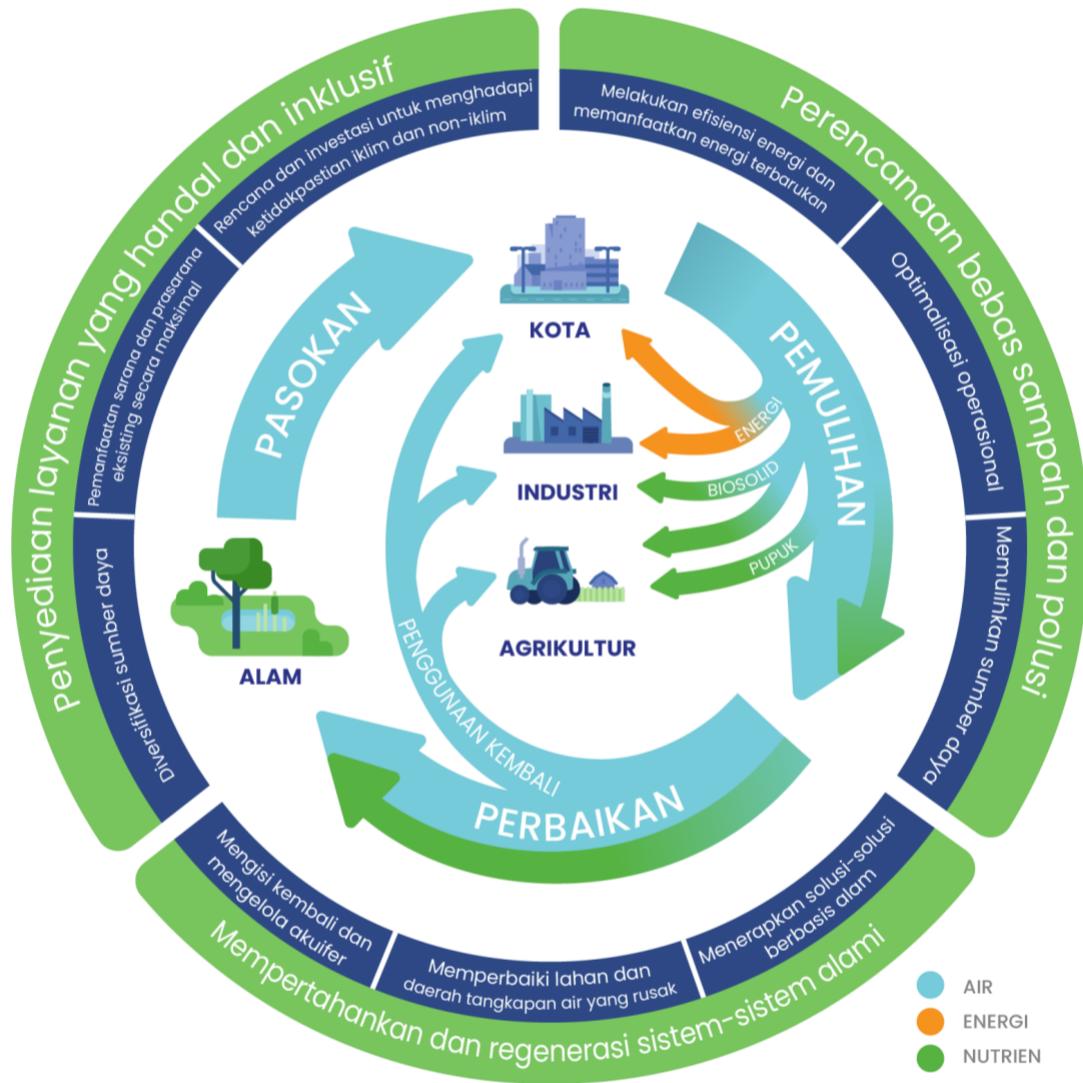 Penyediaan layanan yang handal dan inklusif
Rencana dan investasi untuk menghadapi
ketidakpastian iklim dan non-iklim
Pemanfaatan sarana dan prasarana
eksisting secara maksimal
Diversifikasi sumber daya
Perencanaan bebas sampah dan polusi
Melakukan efisiensi energi dan
memanfaatkan energi terbarukan
Optimalisasi operasional
Memulihkan sumber daya
PASOKAN
KOTA
PEMULIHAN
ENERGI
INDUSTRI
BIOSOLID
PUPUK
AGRIKULTUR
ALAM
PENGGUNAAN KEMBALI
PERBAIKAN
Mengisi kembali dan
mengelola akuifer
Memperbaiki lahan dan
daerah tangkapan air yang rusak
Menerapkan solusi-solusi
berbasis alam
Mempertahankan dan regenerasi sistem-sistem alami
AIR
ENERGI
NUTRIEN